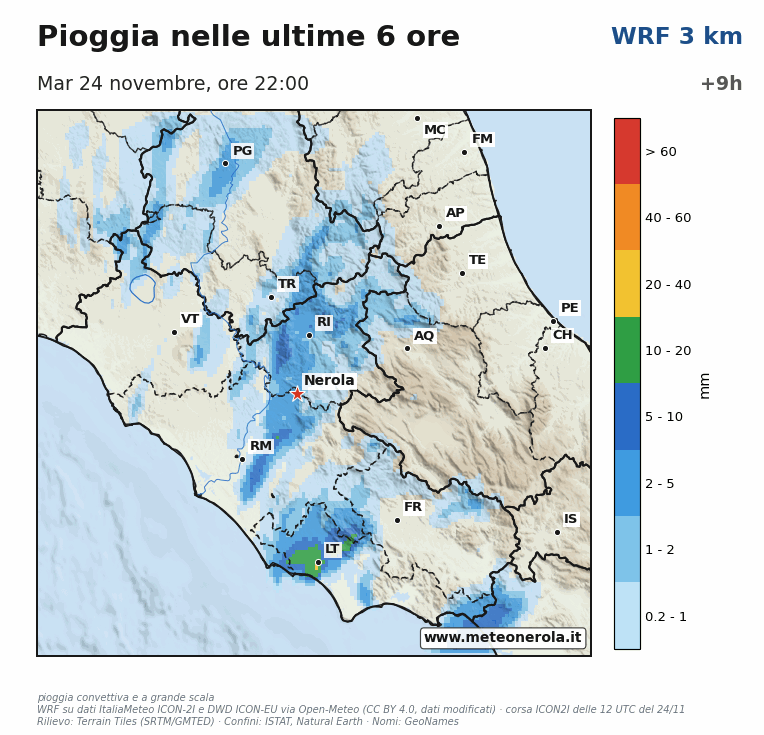 Pioggia nelle ultime 6 ore
WRF 3 km
Mar 24 novembre, ore 22:00
+9h
MC
FM
PG
AP
TE
TR
PE
VT
RI
CH
AQ
Nerola
RM
FR
IS
LT
www.meteonerola.it
> 60
40 - 60
20 - 40
10 - 20
5 - 10
2 - 5
1 - 2
0.2 - 1
mm
pioggia convettiva e a grande scala
WRF su dati ItaliaMeteo ICON-2I e DWD ICON-EU via Open-Meteo (CC BY 4.0, dati modificati) · corsa ICON2I delle 12 UTC del 24/11
Rilievo: Terrain Tiles (SRTM/GMTED) · Confini: ISTAT, Natural Earth · Nomi: GeoNames